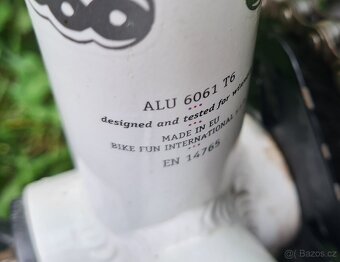 ALU 6061 T6
designed and tested for
MADE IN EU
BIKE FUN INTERNATIONAL
EN 14765
© Bazos.cz